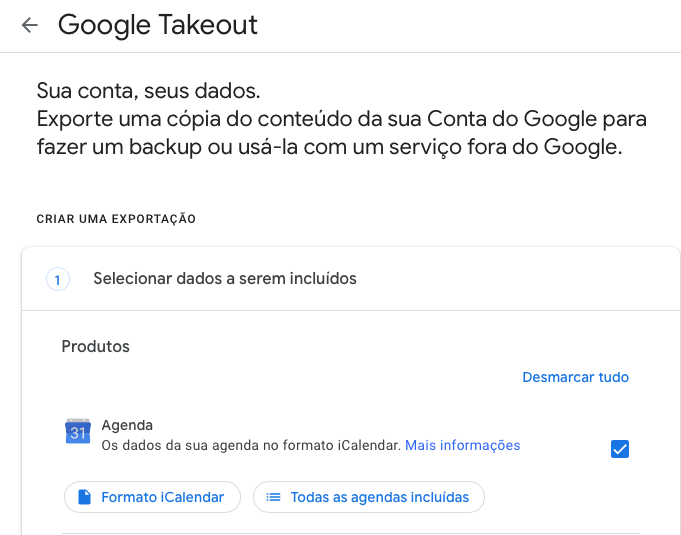 Google Takeout
Sua conta, seus dados.
Exporte uma cópia do conteúdo da sua Conta do Google para
fazer um backup ou usá-la com um serviço fora do Google.
CRIAR UMA EXPORTAÇÃO
1 Selecionar dados a serem incluídos
Produtos
Desmarcar tudo
31 Agenda
Os dados da sua agenda no formato iCalendar. Mais informações
Formato iCalendar Todas as agendas incluídas